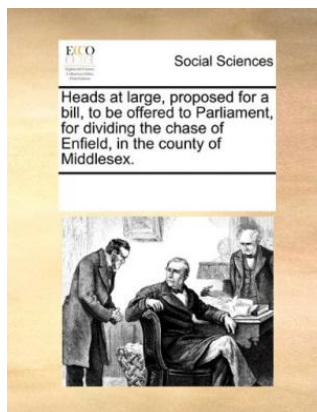 ECCO
Social Sciences
Heads at large, proposed for a
bill, to be offered to Parliament,
for dividing the chase of
Enfield, in the county of
Middlesex.